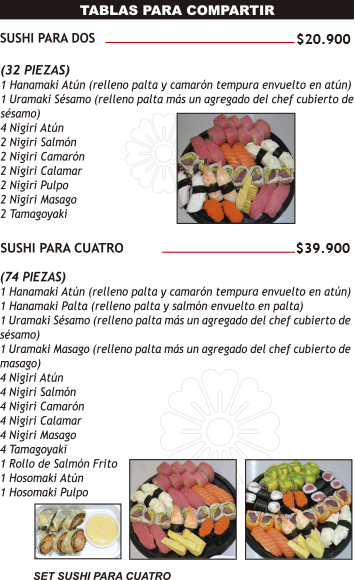 TABLAS PARA COMPARTIR
SUSHI PARA DOS $20.900
(32 PIEZAS)
1 Hanamaki Atún (relleno palta y camarón tempura envuelto en atún)
1 Uramaki Sésamo (relleno palta más un agregado del chef cubierto de
sésamo)
4 Nigiri Atún
2 Nigiri Salmón
2 Nigiri Camarón
2 Nigiri Calamar
2 Nigiri Pulpo
2 Nigiri Masago
2 Tamagoyaki
SUSHI PARA CUATRO $39.900
(74 PIEZAS)
1 Hanamaki Atún (relleno palta y camarón tempura envuelto en atún)
1 Hanamaki Palta (relleno palta y salmón envuelto en palta)
1 Uramaki Sésamo (relleno palta más un agregado del chef cubierto de
sésamo)
1 Uramaki Masago (relleno palta más un agregado del chef cubierto de
masago)
4 Nigiri Atún
4 Nigiri Salmón
4 Nigiri Camarón
4 Nigiri Calamar
4 Nigiri Masago
4 Tamagoyaki
1 Rollo de Salmón Frito
1 Hosomaki Atún
1 Hosomaki Pulpo
SET SUSHI PARA CUATRO